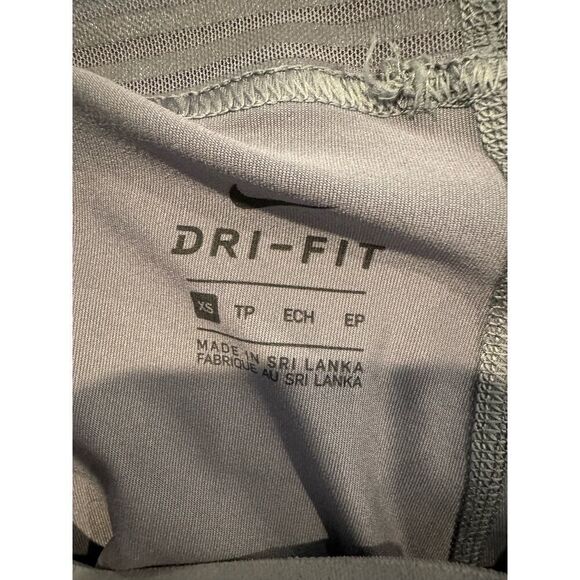 DRI-FIT
XS TP ECH EP
MADE IN SRI LANKA
FABRIQUE AU SRI LANKA